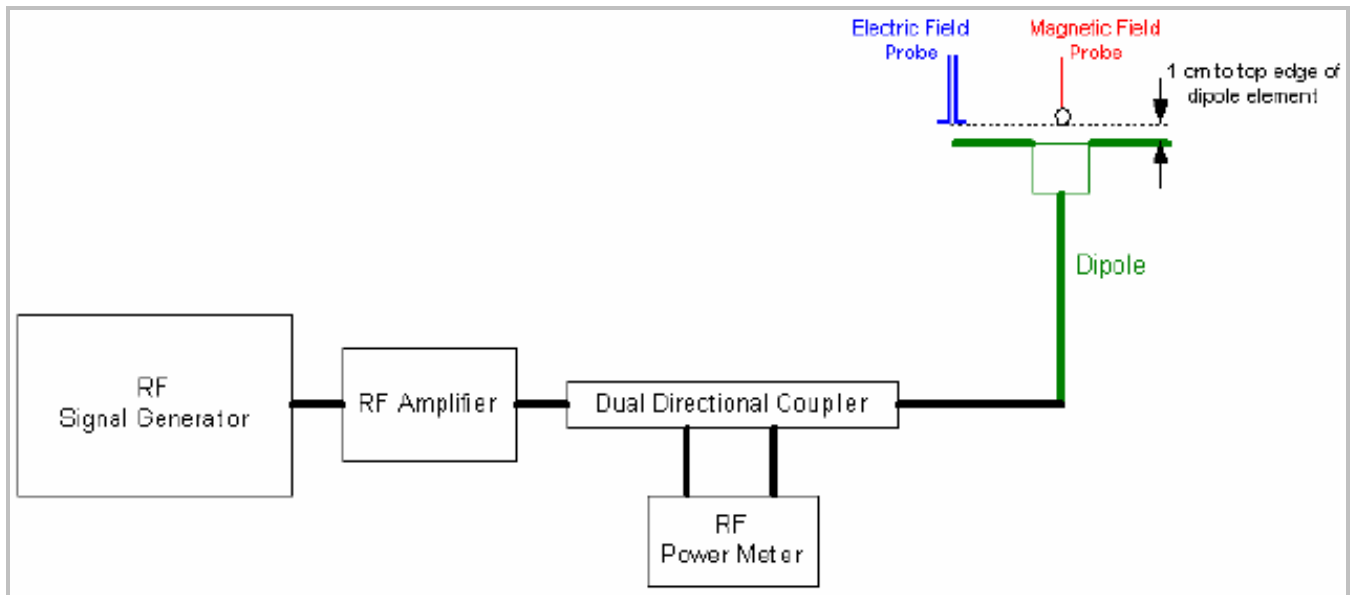 Electric Field
Probe
Magnetic Field
Probe
1 cm to top edge of
dipole element
Dipole
RF
Signal Generator
RF Amplifier
Dual Directional Coupler
RF
Power Meter